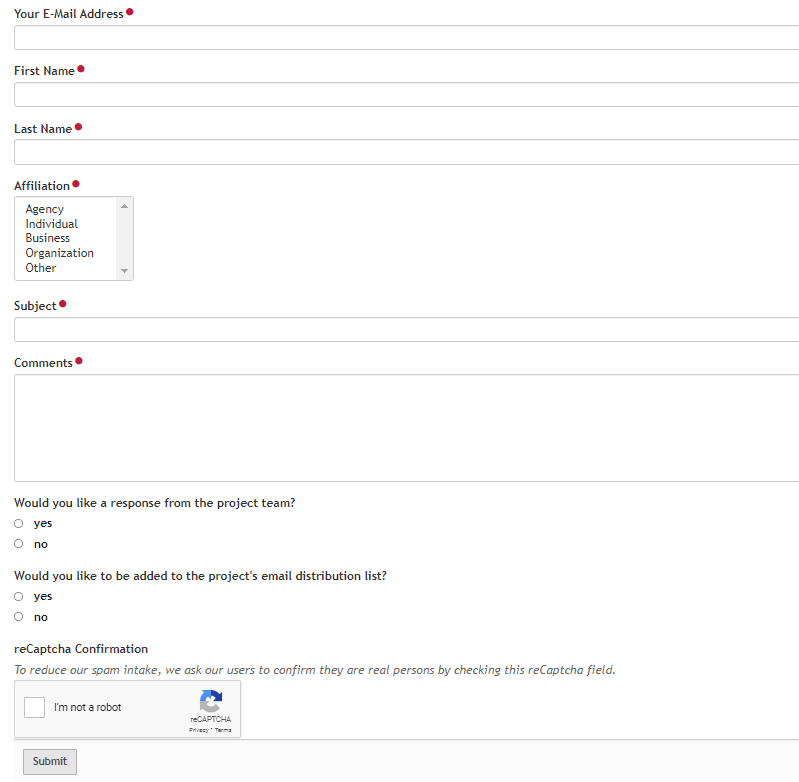 Your E-Mail Address
First Name
Last Name
Affiliation
Agency
Individual
Business
Organization
Other
Subject
Comments
Would you like a response from the project team?
yes
no
Would you like to be added to the project's email distribution list?
yes
no
reCaptcha Confirmation
To reduce our spam intake, we ask our users to confirm they are real persons by checking this reCaptcha field.
I'm not a robot
reCAPTCHA
Privacy - Terms
Submit